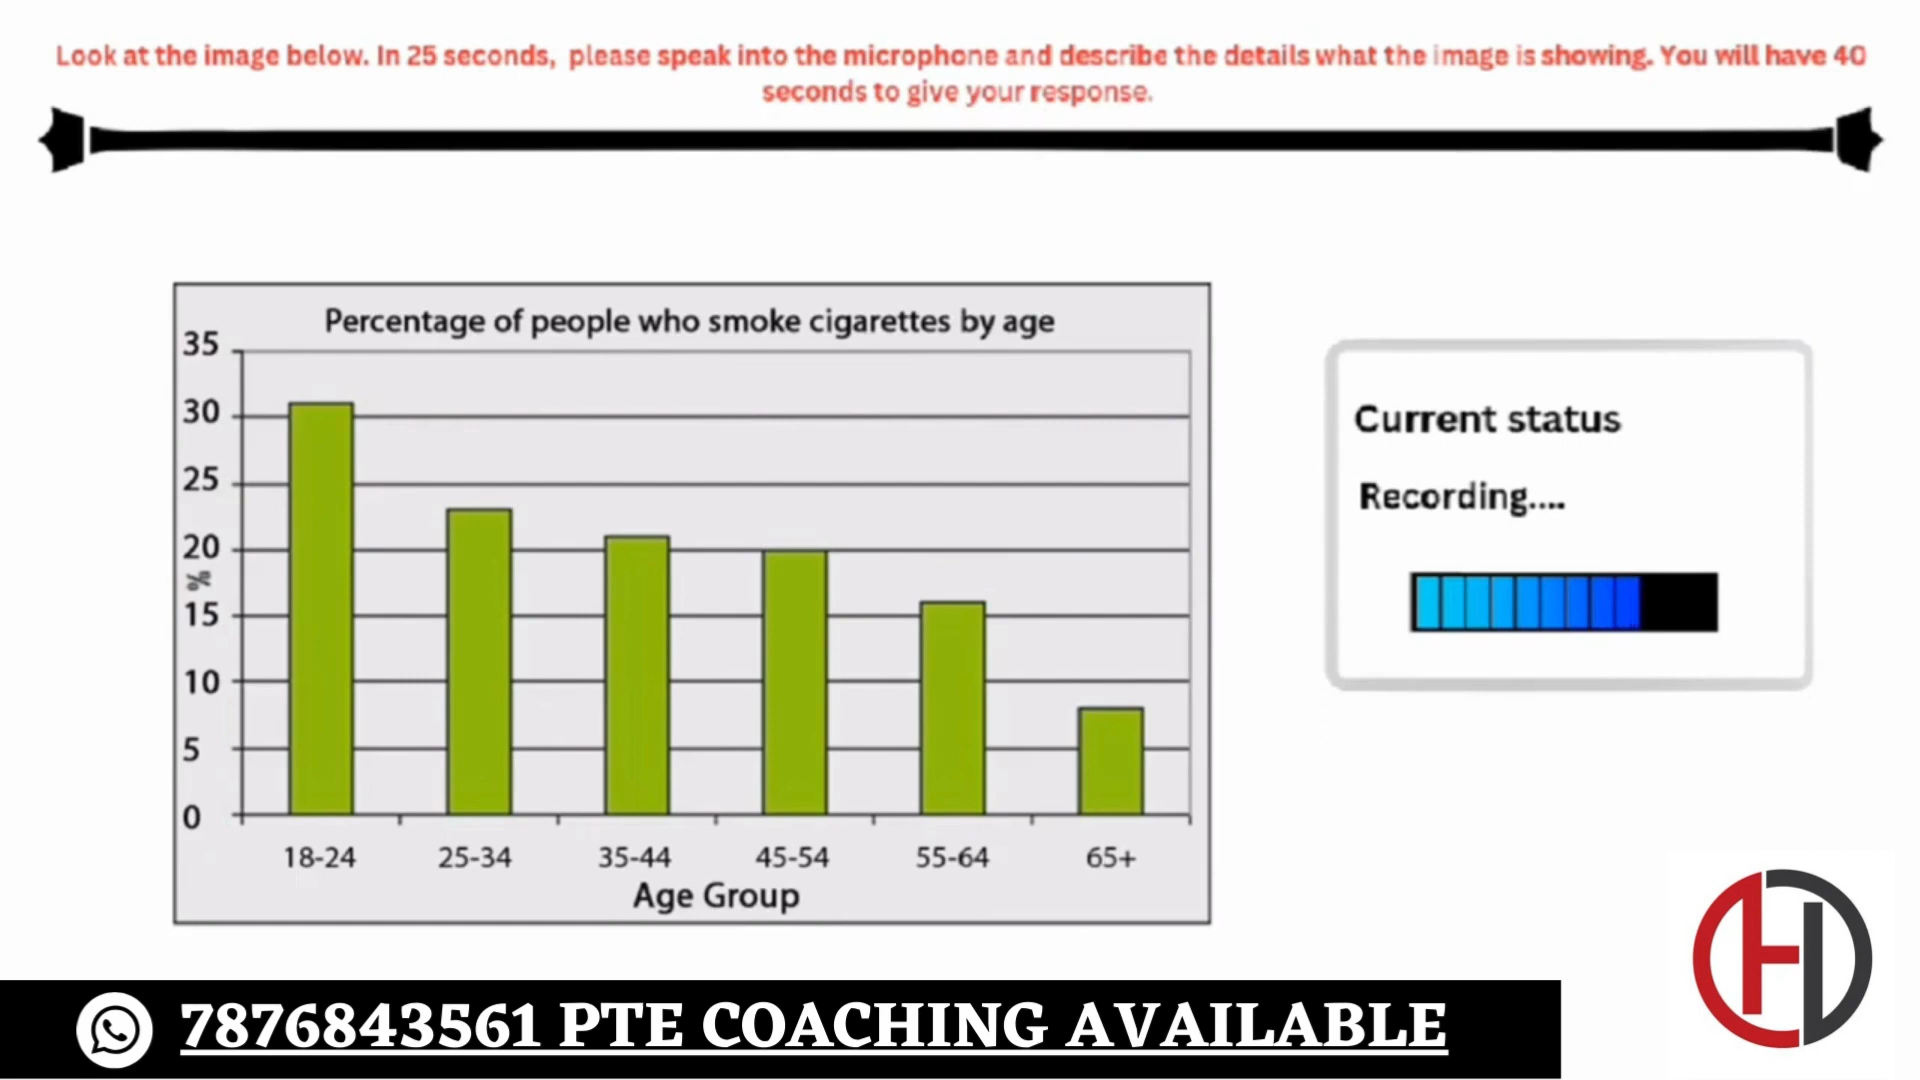 Look at the image below. In 25 seconds, please speak into the microphone and describe the details what the image is showing. You will have 40
seconds to give your response.
Percentage of people who smoke cigarettes by age
35
30
25
20
%
15
10
5
0
18-24 25-34 35-44 45-54 55-64 65+
Age Group
Current status
Recording....
7876843561 PTE COACHING AVAILABLE